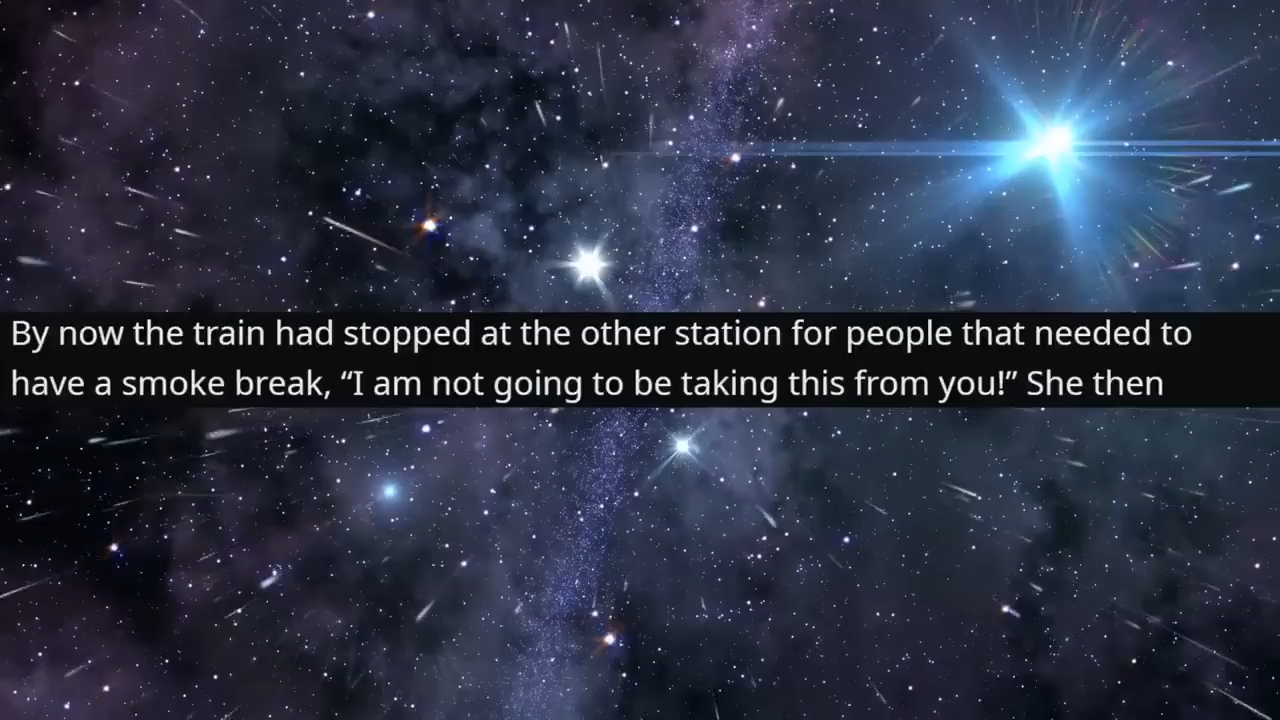 By now the train had stopped at the other station for people that needed to
have a smoke break, “I am not going to be taking this from you!” She then